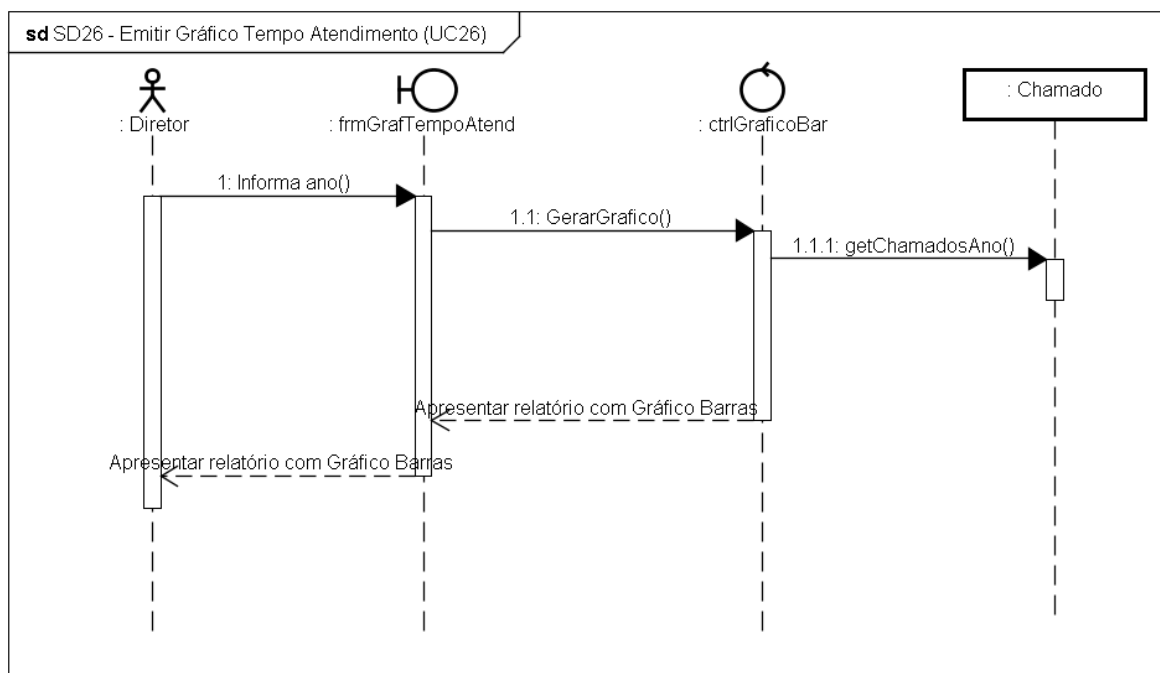 sd SD26 - Emitir Gráfico Tempo Atendimento (UC26)
: Diretor
: frmGrafTempoAtend
: ctrlGraficoBar
: Chamado
1: Informa ano()
1.1: GerarGrafico()
1.1.1: getChamadosAno()
Apresentar relatório com Gráfico Barras
Apresentar relatório com Gráfico Barras